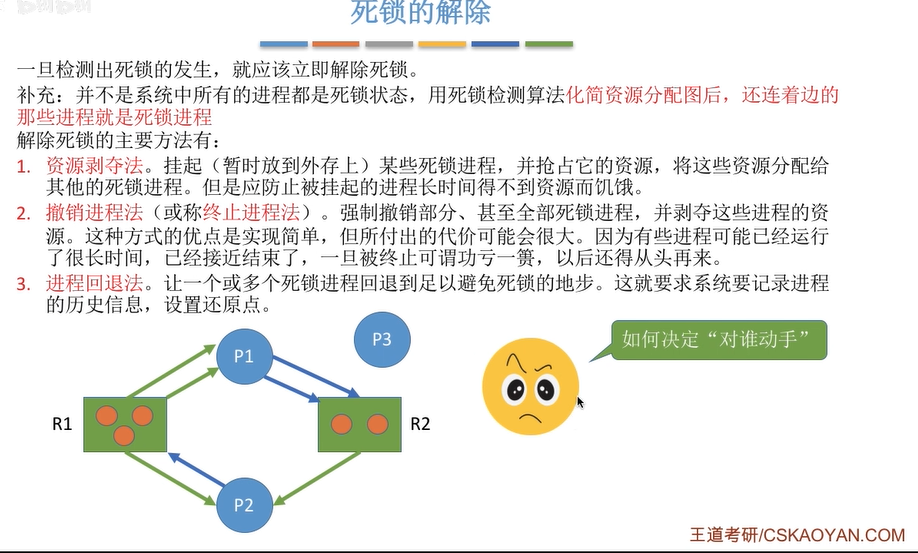 死锁的解除
一旦检测出死锁的发生，就应该立即解除死锁。
补充：并不是系统中所有的进程都是死锁状态，用死锁检测算法化简资源分配图后，还连着边的
那些进程就是死锁进程
解除死锁的主要方法有：
1. 资源剥夺法。挂起（暂时放到外存上）某些死锁进程，并抢占它的资源，将这些资源分配给
其他的死锁进程。但是应防止被挂起的进程长时间得不到资源而饥饿。
2. 撤销进程法（或称终止进程法）。强制撤销部分、甚至全部死锁进程，并剥夺这些进程的资
源。这种方式的优点是实现简单，但所付出的代价可能会很大。因为有些进程可能已经运行
了很长时间，已经接近结束了，一旦被终止可谓功亏一篑，以后还得从头再来。
3. 进程回退法。让一个或多个死锁进程回退到足以避免死锁的地步。这就要求系统要记录进程
的历史信息，设置还原点。
P1
P3
如何决定“对谁动手”
R1
R2
P2
王道考研/CSKAOYAN.COM